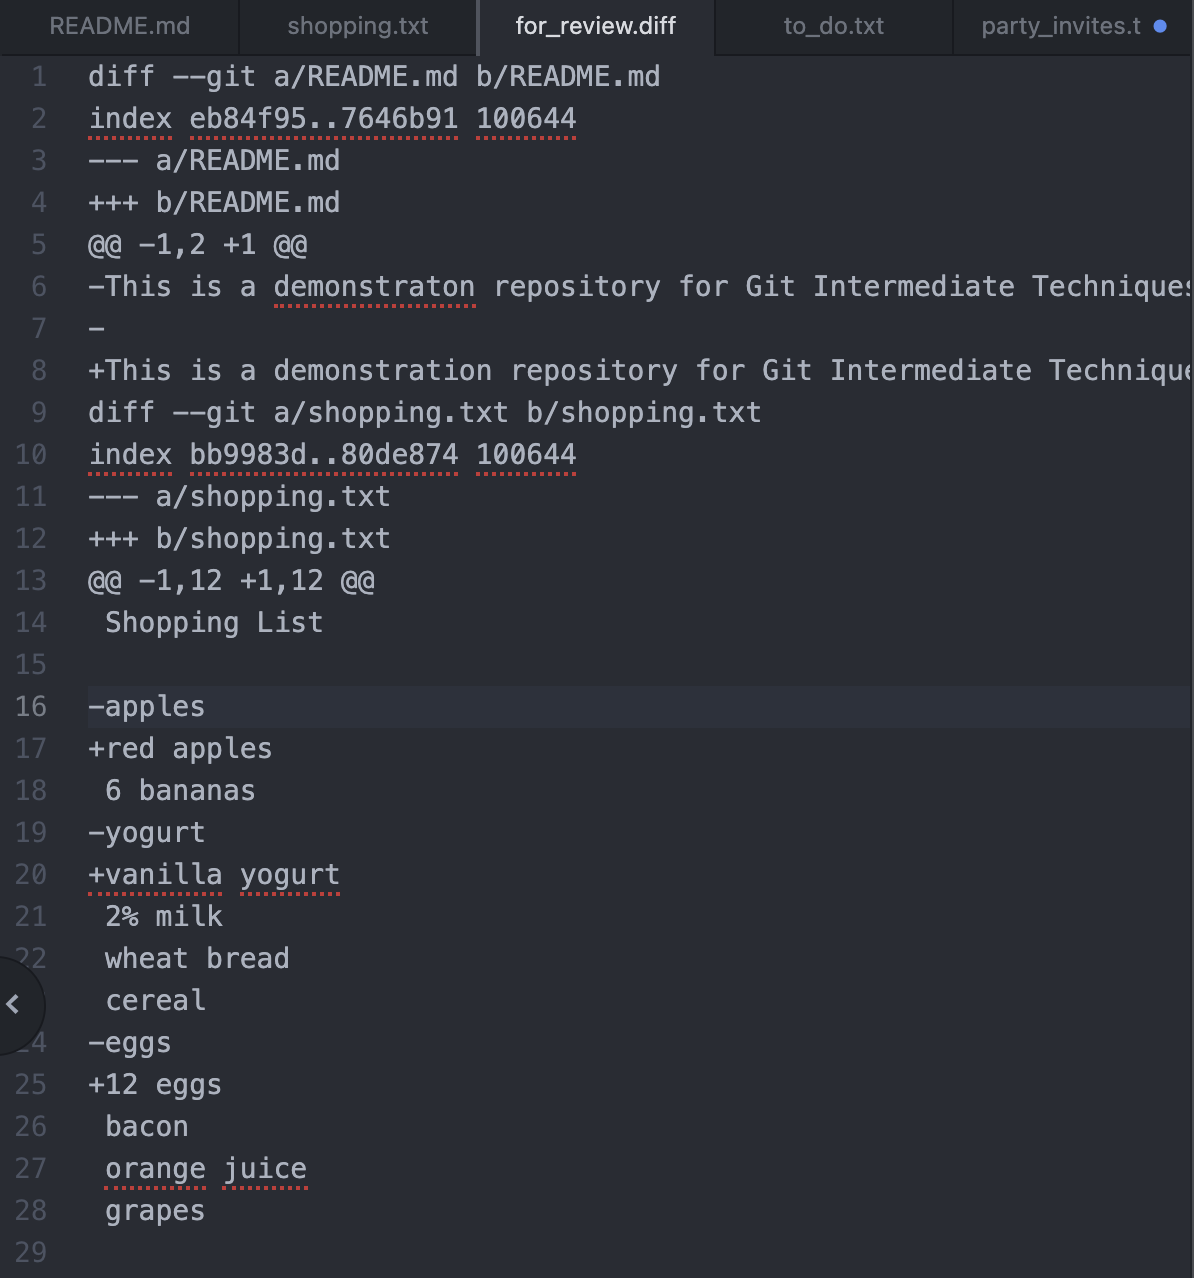 README.md
shopping.txt
for_review.diff
to_do.txt
party_invites.t
1 diff --git a/README.md b/README.md
2 index eb84f95..7646b91 100644
3 --- a/README.md
4 +++ b/README.md
5 @@ -1,2 +1 @@
6 -This is a demonstraton repository for Git Intermediate Techniques
7 -
8 +This is a demonstration repository for Git Intermediate Technique
9 diff --git a/shopping.txt b/shopping.txt
10 index bb9983d..80de874 100644
11 --- a/shopping.txt
12 +++ b/shopping.txt
13 @@ -1,12 +1,12 @@
14 Shopping List
15
16 -apples
17 +red apples
18 6 bananas
19 -yogurt
20 +vanilla yogurt
21 2% milk
22 wheat bread
cereal
24 -eggs
25 +12 eggs
26 bacon
27 orange juice
28 grapes
29